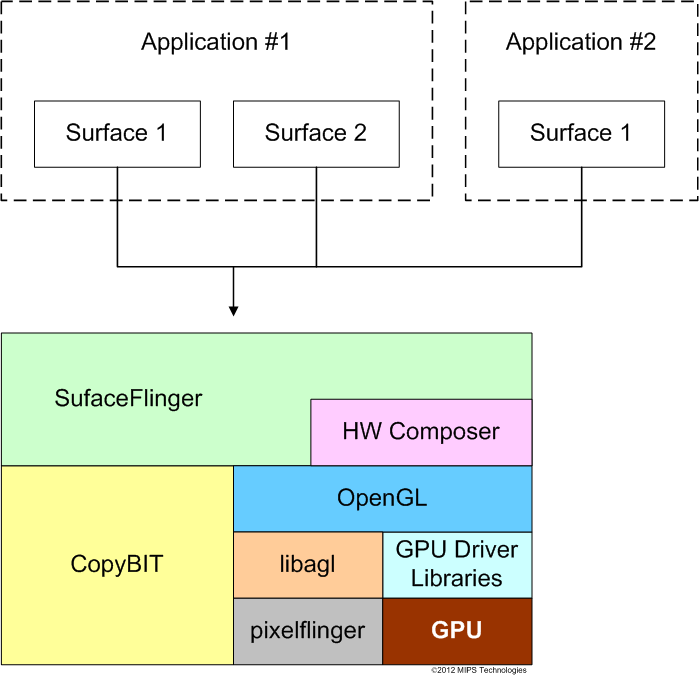 Application #1
Application #2
Surface 1
Surface 2
Surface 1
SufaceFlinger
HW Composer
OpenGL
CopyBIT
libagl
GPU Driver
Libraries
pixelflinger
GPU
©2012 MIPS Technologies